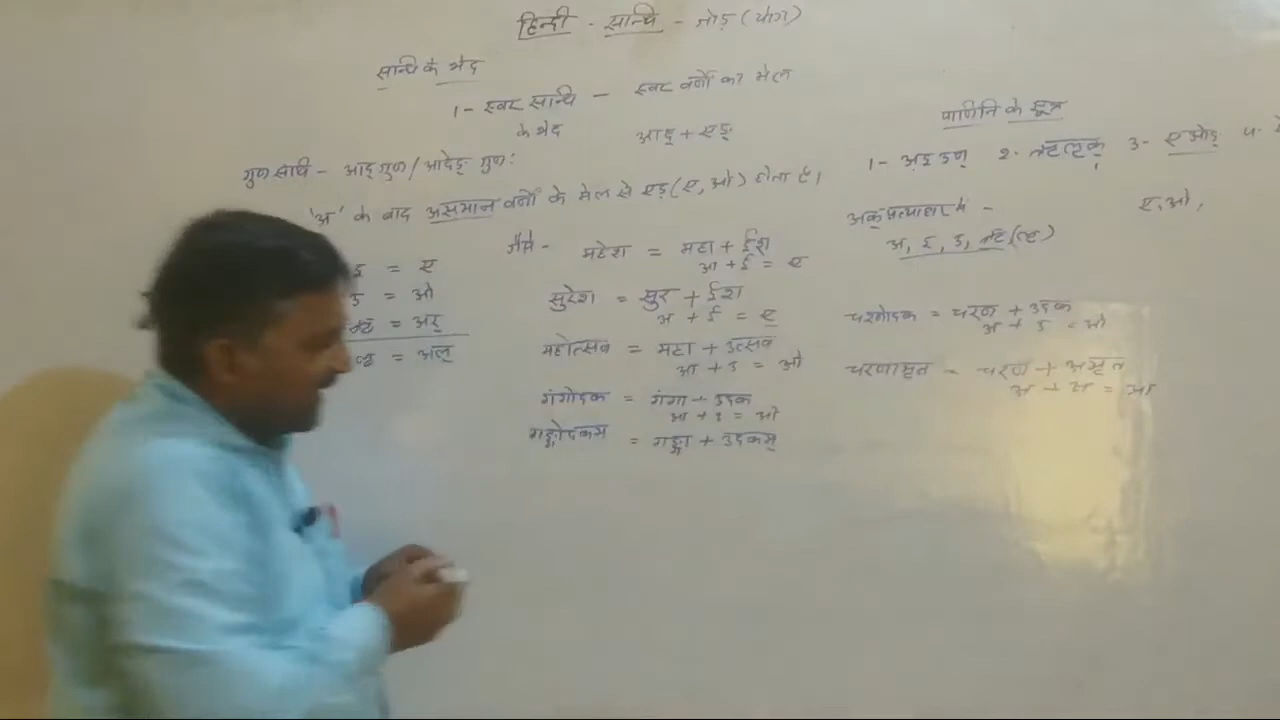 हिन्दी - सन्धि - जोड़ (योग)
सन्धि के भेद
1- स्वर सन्धि - स्वर वर्णों का मेल
के भेद आद् + एङ्
गुण सन्धि - आद्गुण / आदेङ् गुण:
'अ' के बाद असमान वर्णों के मेल से एङ् (ए, ओ) होता है।
इ = ए
उ = ओ
ऋ = अर्
लृ = अल्
जैसे - महेश = महा + ईश
आ + ई = ए
सुरेश = सुर + ईश
अ + ई = ए
महोत्सव = महा + उत्सव
आ + उ = ओ
गंगोदक = गंगा + उदक
आ + उ = ओ
गङ्गोदकम = गङ्गा + उदकम्
पाणिनि के सूत्र
1- अइउण् 2- ऋलृक् 3- एओङ् 4-
अक् प्रत्याहार में -
ए, ओ,
अ, इ, उ, ऋ (लृ)
चरणोदक = चरण + उदक
अ + उ = ओ
चरणामृत = चरण + अमृत
अ + अ = आ